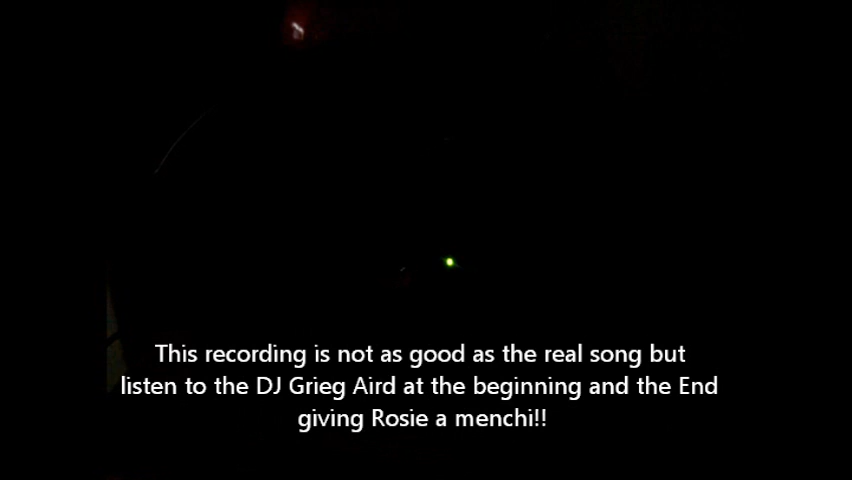 This recording is not as good as the real song but
listen to the DJ Grieg Aird at the beginning and the End
giving Rosie a menchi!!